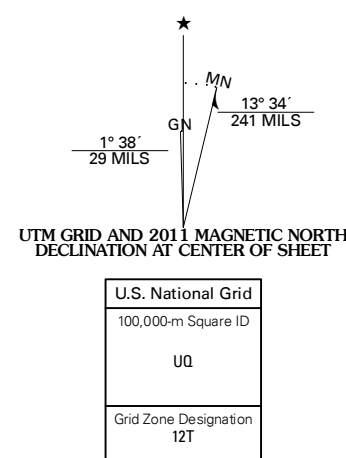 ★
MN
GN
13° 34´
241 MILS
1° 38´
29 MILS
UTM GRID AND 2011 MAGNETIC NORTH
DECLINATION AT CENTER OF SHEET
U.S. National Grid
100,000-m Square ID
UQ
Grid Zone Designation
12T